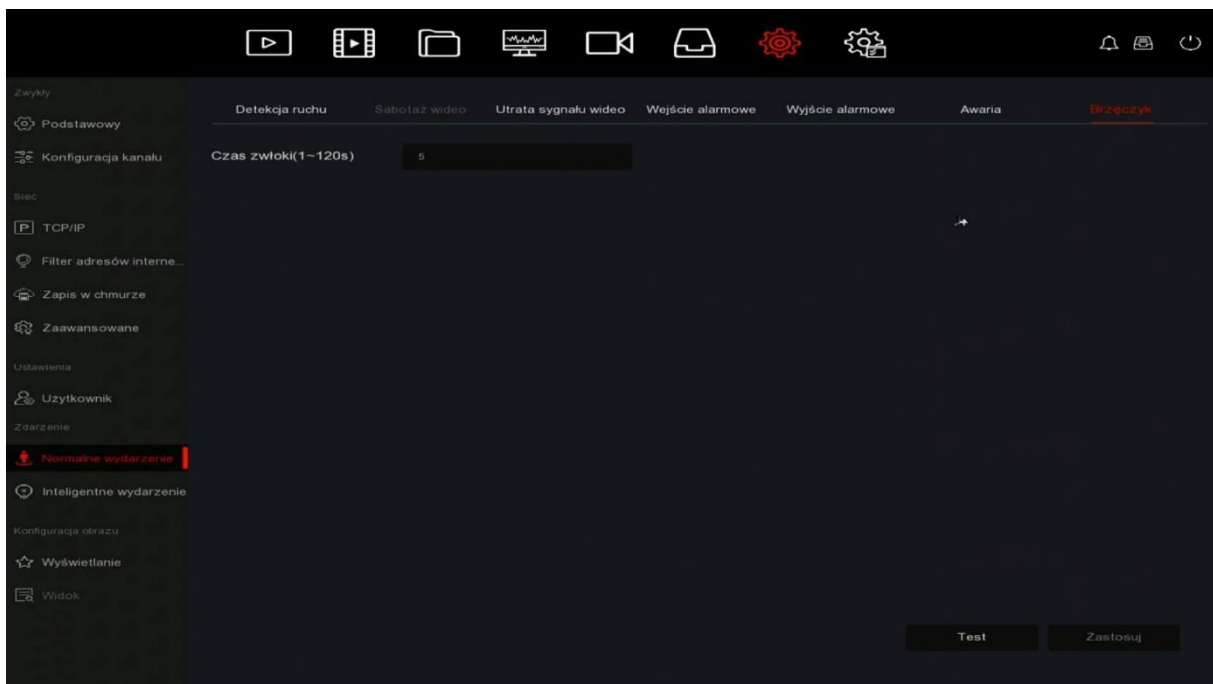 Zwykły
Podstawowy
Konfiguracja kanału
Sieć
P TCP/IP
Filter adresów interne...
Zapis w chmurze
Zaawansowane
Ustawienia
Użytkownik
Zdarzenie
Normalne wydarzenie
Inteligentne wydarzenie
Konfiguracja obrazu
Wyświetlanie
Widok
Detekcja ruchu Sabotaż wideo Utrata sygnału wideo Wejście alarmowe Wyjście alarmowe Awaria Brzęczyk
Czas zwłoki(1~120s) 5
Test Zastosuj